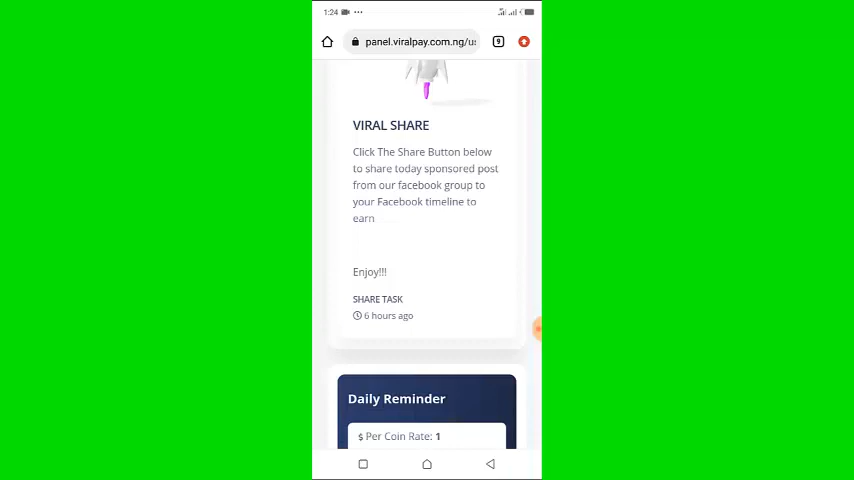 1:24
panel.viralpay.com.ng/u
9
VIRAL SHARE
Click The Share Button below
to share today sponsored post
from our facebook group to
your Facebook timeline to
earn
Enjoy!!!
SHARE TASK
6 hours ago
Daily Reminder
$ Per Coin Rate: 1